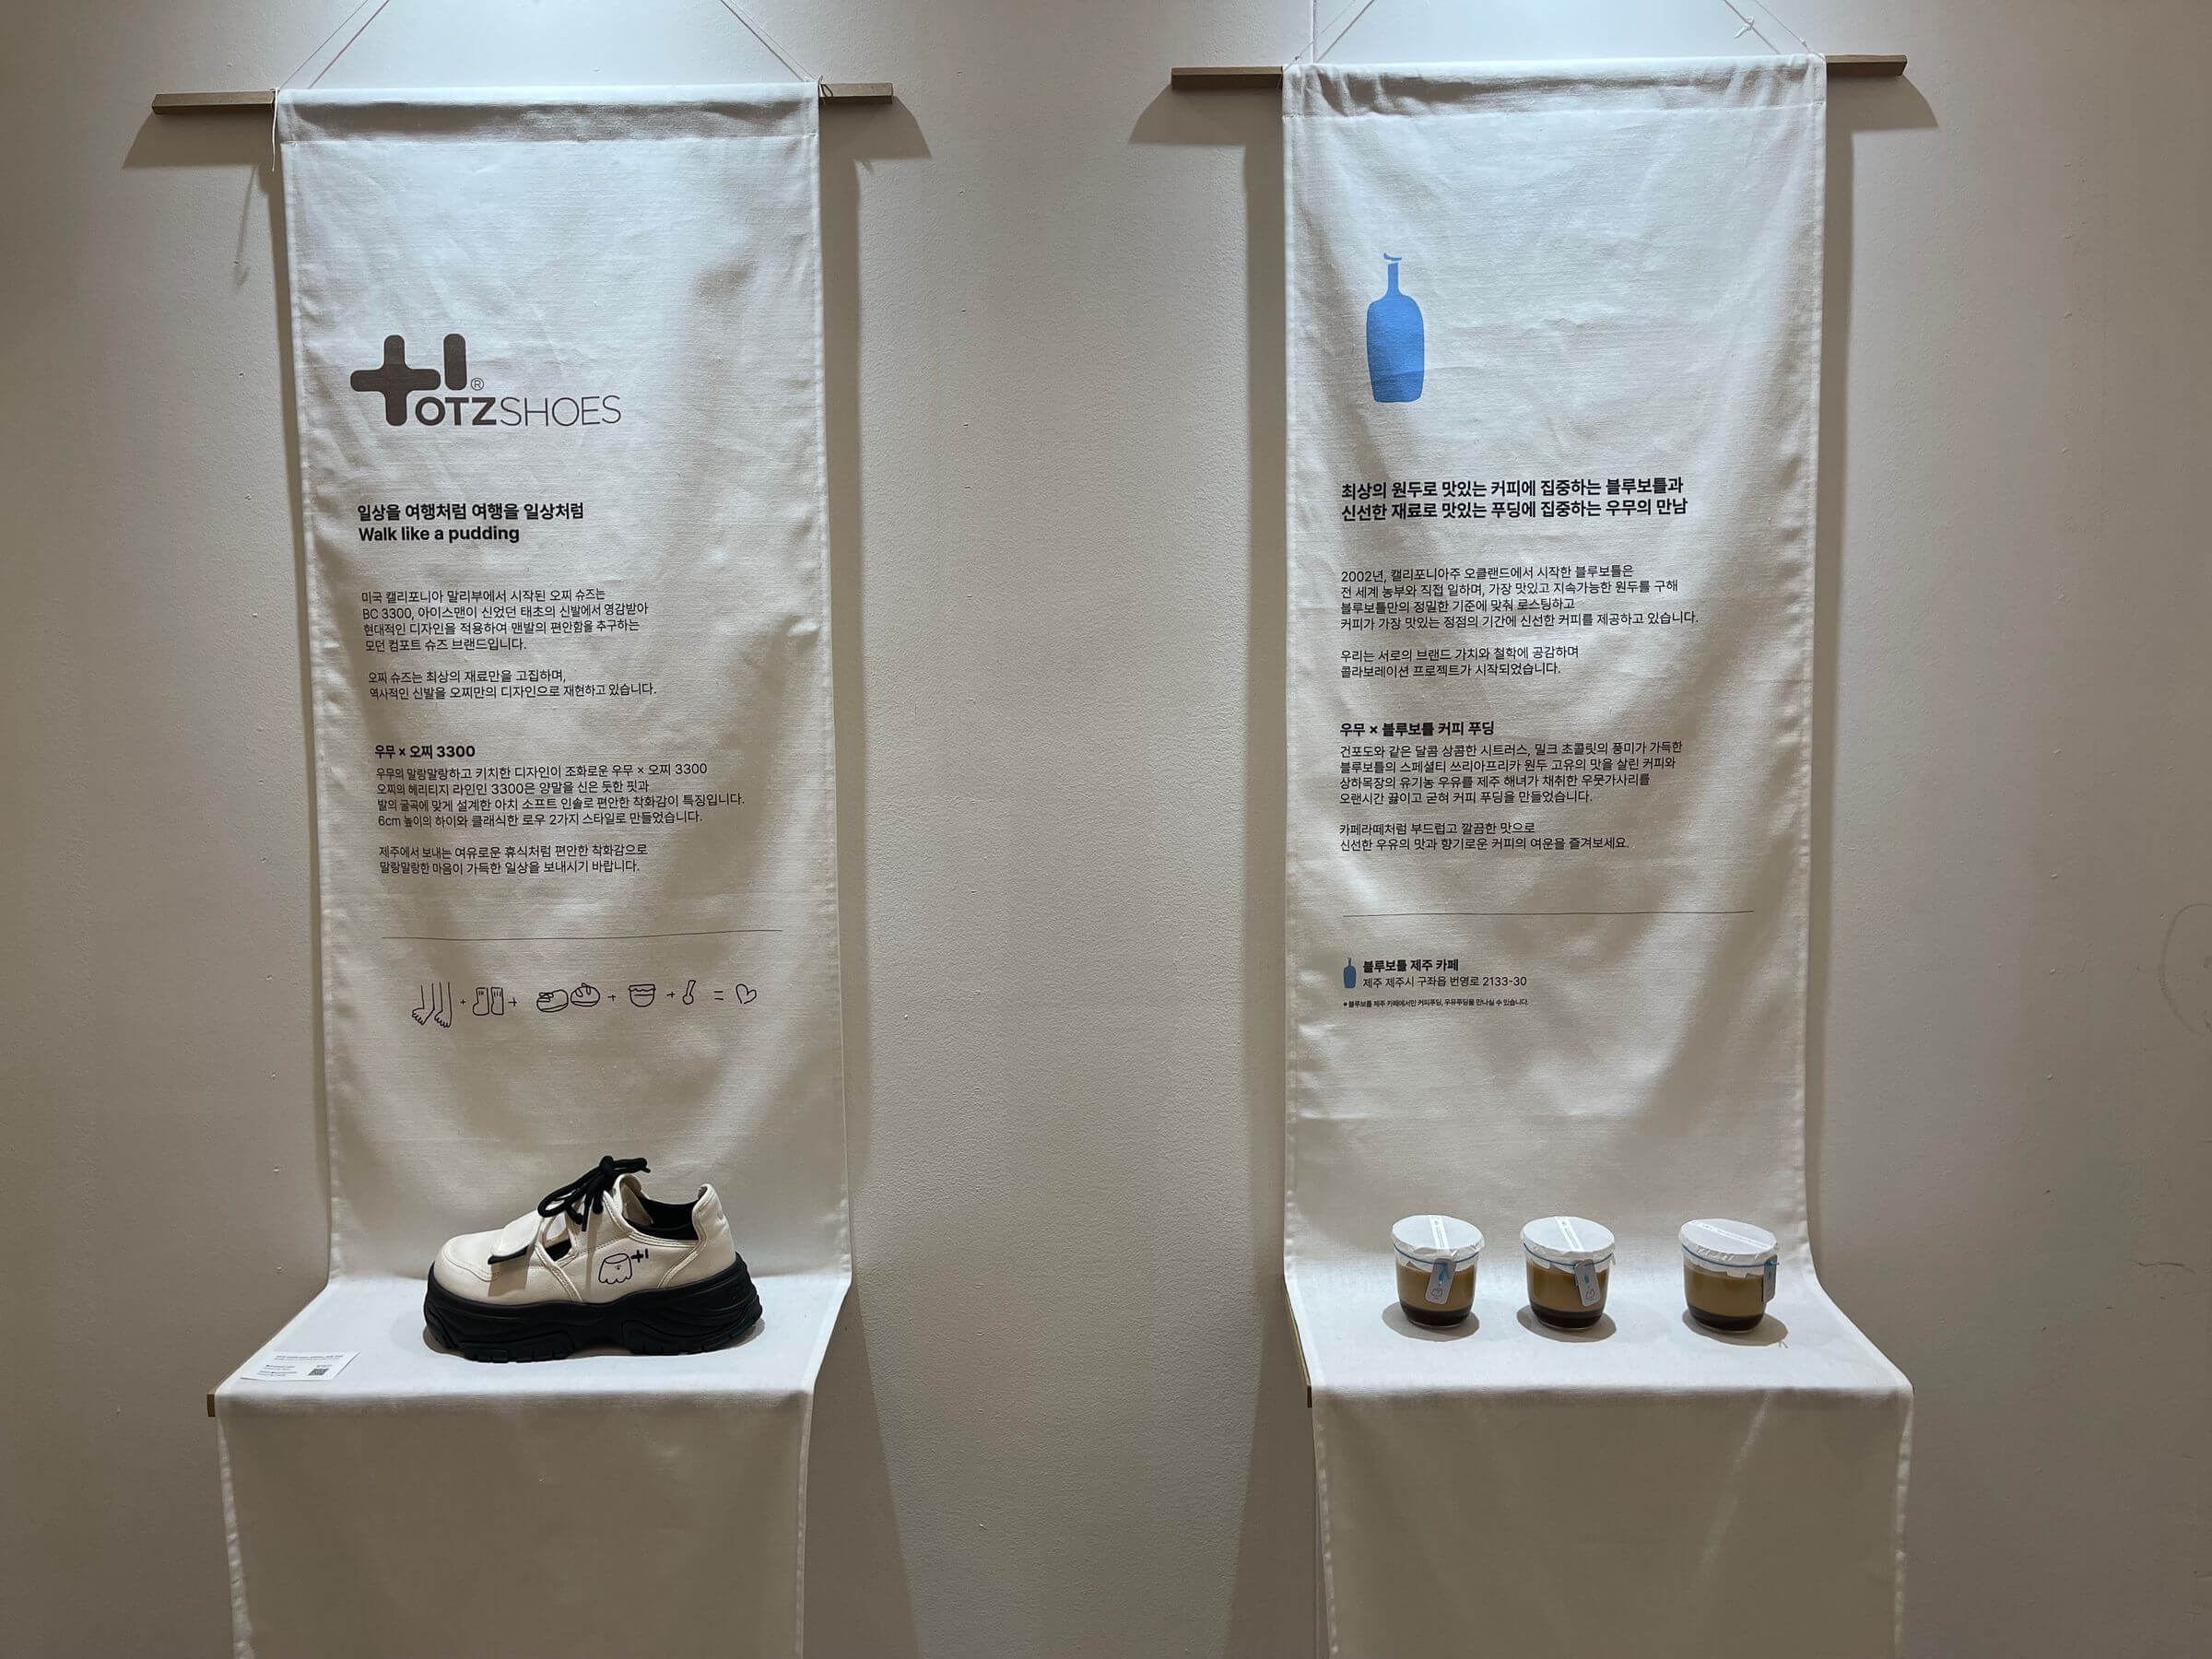 OTZSHOES
®
일상을 여행처럼 여행을 일상처럼
Walk like a pudding
미국 캘리포니아 말리부에서 시작된 오찌 슈즈는
BC 3300, 아이스맨이 신었던 태초의 신발에서 영감받아
현대적인 디자인을 적용하여 맨발의 편안함을 추구하는
모던 컴포트 슈즈 브랜드입니다.
오찌 슈즈는 최상의 재료만을 고집하며,
역사적인 신발을 오찌만의 디자인으로 재현하고 있습니다.
우무 × 오찌 3300
우무의 말랑말랑하고 키치한 디자인이 조화로운 우무 × 오찌 3300
오찌의 헤리티지 라인인 3300은 양말을 신은 듯한 핏과
발의 굴곡에 맞게 설계한 아치 소프트 인솔로 편안한 착화감이 특징입니다.
6cm 높이의 하이와 클래식한 로우 2가지 스타일로 만들었습니다.
제주에서 보내는 여유로운 휴식처럼 편안한 착화감으로
말랑말랑한 마음이 가득한 일상을 보내시기 바랍니다.
+ + + + =
최상의 원두로 맛있는 커피에 집중하는 블루보틀과
신선한 재료로 맛있는 푸딩에 집중하는 우무의 만남
2002년, 캘리포니아주 오클랜드에서 시작한 블루보틀은
전 세계 농부와 직접 일하며, 가장 맛있고 지속가능한 원두를 구해
블루보틀만의 정밀한 기준에 맞춰 로스팅하고
커피가 가장 맛있는 정점의 기간에 신선한 커피를 제공하고 있습니다.
우리는 서로의 브랜드 가치와 철학에 공감하며
콜라보레이션 프로젝트가 시작되었습니다.
우무 × 블루보틀 커피 푸딩
건포도와 같은 달콤 상콤한 시트러스, 밀크 초콜릿의 풍미가 가득한
블루보틀의 스페셜티 쓰리아프리카 원두 고유의 맛을 살린 커피와
상하목장의 유기농 우유를 제주 해녀가 채취한 우뭇가사리를
오랜시간 끓이고 굳혀 커피 푸딩을 만들었습니다.
카페라떼처럼 부드럽고 깔끔한 맛으로
신선한 우유의 맛과 향기로운 커피의 여운을 즐겨보세요.
블루보틀 제주 카페
제주 제주시 구좌읍 번영로 2133-30
* 블루보틀 제주 카페에서만 커피푸딩, 우유푸딩을 만나실 수 있습니다.